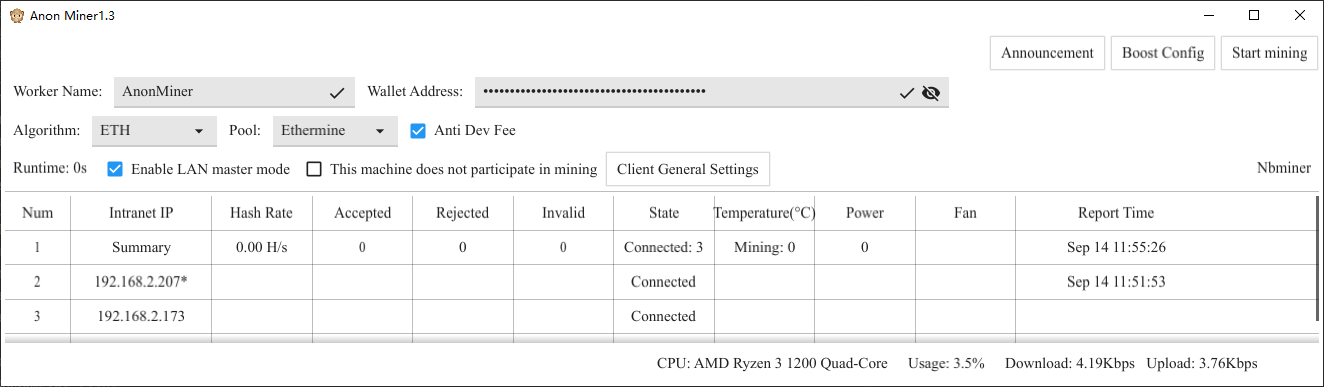 Anon Miner1.3
Announcement Boost Config Start mining
Worker Name: AnonMiner Wallet Address: ••••••••••••••••••••••••••••••••••••••••••
Algorithm: ETH Pool: Ethermine Anti Dev Fee
Runtime: 0s Enable LAN master mode This machine does not participate in mining Client General Settings Nbminer
Num Intranet IP Hash Rate Accepted Rejected Invalid State Temperature(°C) Power Fan Report Time
1 Summary 0.00 H/s 0 0 0 Connected: 3 Mining: 0 0 Sep 14 11:55:26
2 192.168.2.207* Connected Sep 14 11:51:53
3 192.168.2.173 Connected
CPU: AMD Ryzen 3 1200 Quad-Core Usage: 3.5% Download: 4.19Kbps Upload: 3.76Kbps